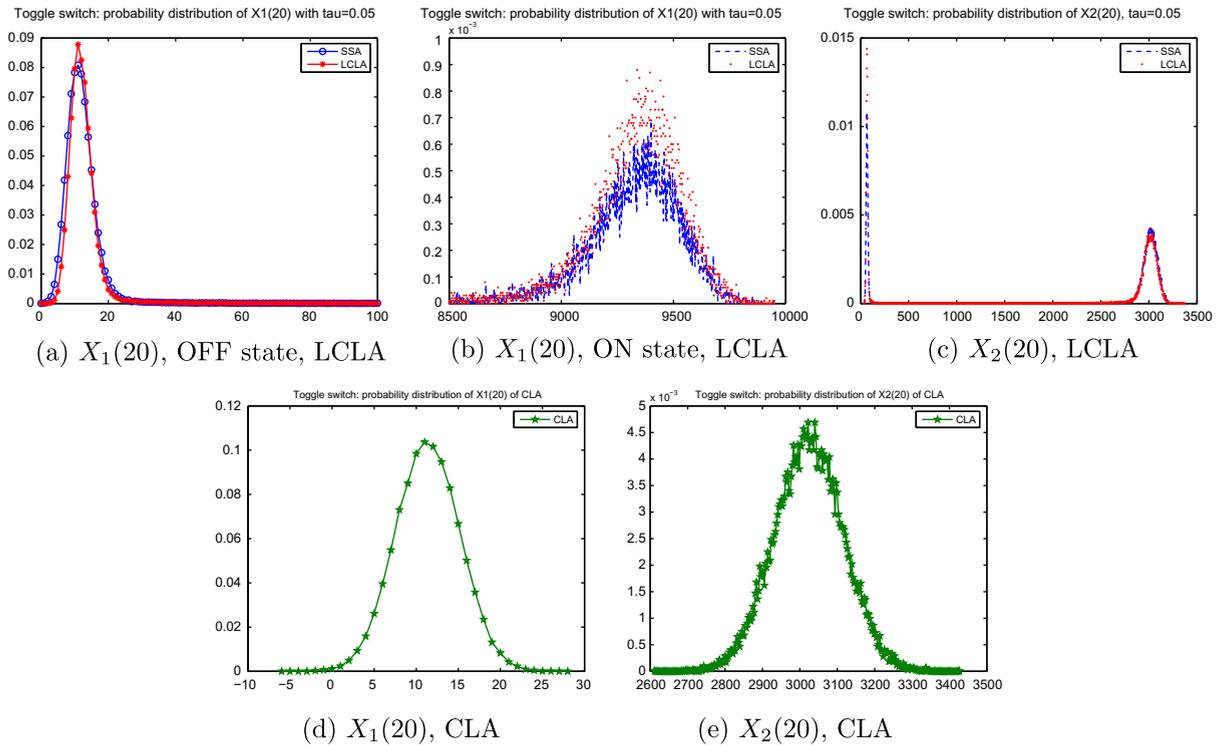 Toggle switch: probability distribution of X1(20) with tau=0.05
0.09
0.08
0.07
0.06
0.05
0.04
0.03
0.02
0.01
0
0 20 40 60 80 100
SSA
LCLA
(a) X₁(20), OFF state, LCLA
Toggle switch: probability distribution of X1(20) with tau=0.05
x 10⁻³
1
0.9
0.8
0.7
0.6
0.5
0.4
0.3
0.2
0.1
0
8500 9000 9500 10000
SSA
LCLA
(b) X₁(20), ON state, LCLA
Toggle switch: probability distribution of X2(20), tau=0.05
0.015
0.01
0.005
0
0 500 1000 1500 2000 2500 3000 3500
SSA
LCLA
(c) X₂(20), LCLA
Toggle switch: probability distribution of X1(20) of CLA
0.12
0.1
0.08
0.06
0.04
0.02
0
−10 −5 0 5 10 15 20 25 30
CLA
(d) X₁(20), CLA
Toggle switch: probability distribution of X2(20) of CLA
x 10⁻³
5
4.5
4
3.5
3
2.5
2
1.5
1
0.5
0
2600 2700 2800 2900 3000 3100 3200 3300 3400 3500
CLA
(e) X₂(20), CLA